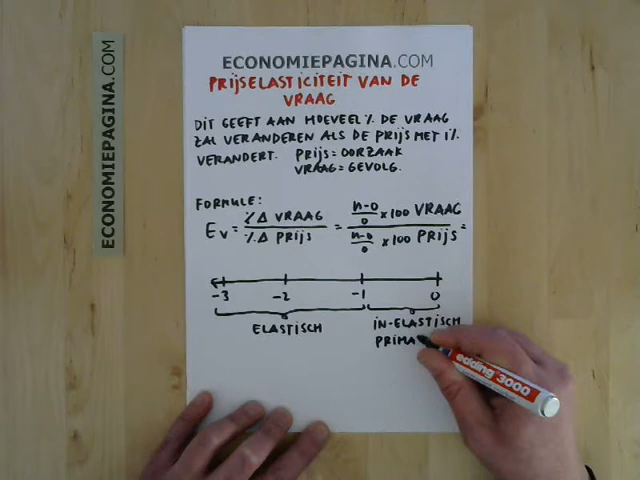 ECONOMIEPAGINA.COM
ECONOMIEPAGINA.COM
PRIJSELASTICITEIT VAN DE
VRAAG
DIT GEEFT AAN HOEVEEL % DE VRAAG
ZAL VERANDEREN ALS DE PRIJS MET 1%
VERANDERT. PRIJS = OORZAAK
VRAAG = GEVOLG.
FORMULE:
Ev = %Δ VRAAG / %Δ PRIJS = (n-o)/o × 100 VRAAG / (n-o)/o × 100 PRIJS =
-3 -2 -1 0
ELASTISCH IN-ELASTISCH
PRIMA
edding 3000